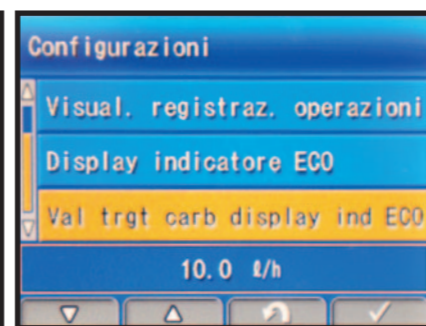 Configurazioni
Visual. registraz. operazioni
Display indicatore ECO
Val trgt carb display ind ECO
10.0 ℓ/h